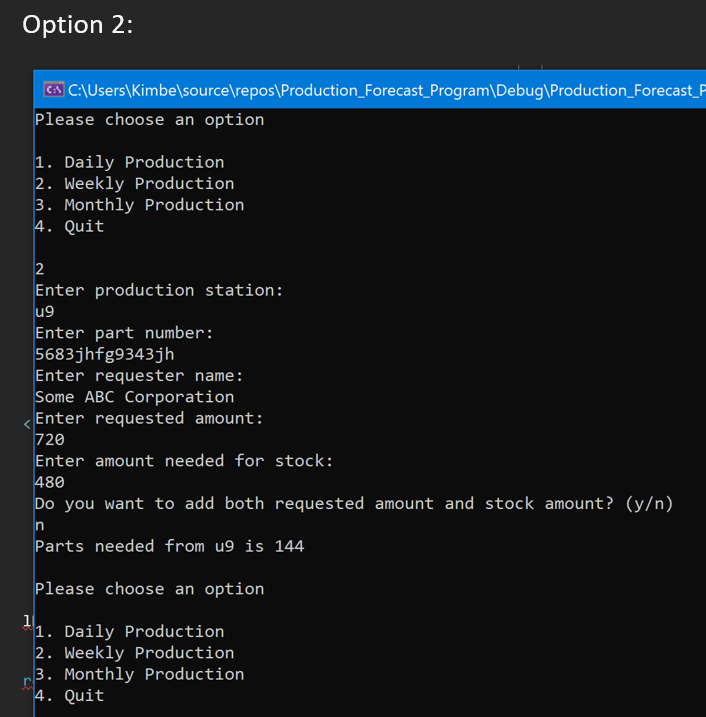 Option 2:
C:\Users\Kimbe\source\repos\Production_Forecast_Program\Debug\Production_Forecast_P
Please choose an option
1. Daily Production
2. Weekly Production
3. Monthly Production
4. Quit
2
Enter production station:
u9
Enter part number:
5683jhfg9343jh
Enter requester name:
Some ABC Corporation
<
Enter requested amount:
720
Enter amount needed for stock:
480
Do you want to add both requested amount and stock amount? (y/n)
n
Parts needed from u9 is 144
Please choose an option
1. Daily Production
2. Weekly Production
3. Monthly Production
4. Quit